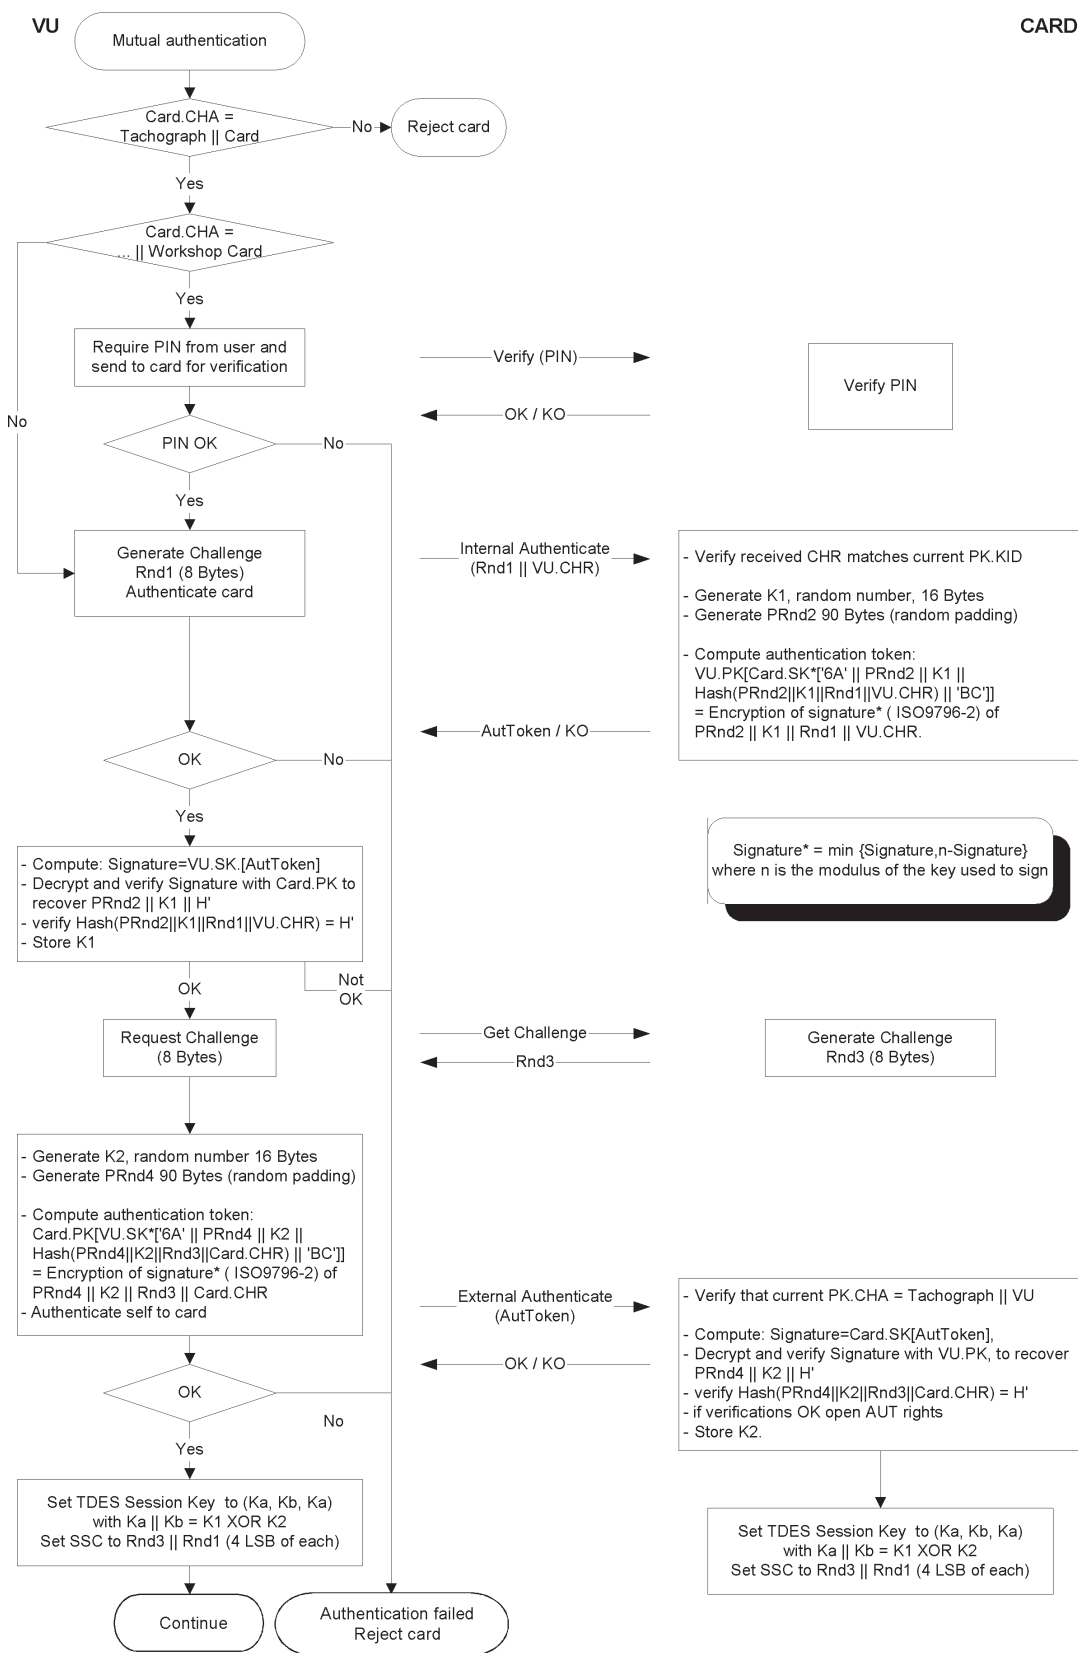 VU
CARD
Mutual authentication
Card.CHA =
Tachograph || Card
No
Reject card
Yes
Card.CHA =
... || Workshop Card
Yes
Require PIN from user and
send to card for verification
Verify (PIN)
Verify PIN
OK / KO
No
PIN OK
No
Yes
Generate Challenge
Rnd1 (8 Bytes)
Authenticate card
Internal Authenticate
(Rnd1 || VU.CHR)
- Verify received CHR matches current PK.KID
- Generate K1, random number, 16 Bytes
- Generate PRnd2 90 Bytes (random padding)
- Compute authentication token:
VU.PK[Card.SK*['6A' || PRnd2 || K1 ||
Hash(PRnd2||K1||Rnd1||VU.CHR) || 'BC']]
= Encryption of signature* ( ISO9796-2) of
PRnd2 || K1 || Rnd1 || VU.CHR.
AutToken / KO
OK
No
Yes
Signature* = min {Signature,n-Signature}
where n is the modulus of the key used to sign
- Compute: Signature=VU.SK.[AutToken]
- Decrypt and verify Signature with Card.PK to
recover PRnd2 || K1 || H'
- verify Hash(PRnd2||K1||Rnd1||VU.CHR) = H'
- Store K1
Not
OK
OK
Request Challenge
(8 Bytes)
Get Challenge
Rnd3
Generate Challenge
Rnd3 (8 Bytes)
- Generate K2, random number 16 Bytes
- Generate PRnd4 90 Bytes (random padding)
- Compute authentication token:
Card.PK[VU.SK*['6A' || PRnd4 || K2 ||
Hash(PRnd4||K2||Rnd3||Card.CHR) || 'BC']]
= Encryption of signature* ( ISO9796-2) of
PRnd4 || K2 || Rnd3 || Card.CHR
- Authenticate self to card
External Authenticate
(AutToken)
OK / KO
- Verify that current PK.CHA = Tachograph || VU
- Compute: Signature=Card.SK[AutToken],
- Decrypt and verify Signature with VU.PK, to recover
PRnd4 || K2 || H'
- verify Hash(PRnd4||K2||Rnd3||Card.CHR) = H'
- if verifications OK open AUT rights
- Store K2.
OK
No
Yes
Set TDES Session Key to (Ka, Kb, Ka)
with Ka || Kb = K1 XOR K2
Set SSC to Rnd3 || Rnd1 (4 LSB of each)
Set TDES Session Key to (Ka, Kb, Ka)
with Ka || Kb = K1 XOR K2
Set SSC to Rnd3 || Rnd1 (4 LSB of each)
Continue
Authentication failed
Reject card